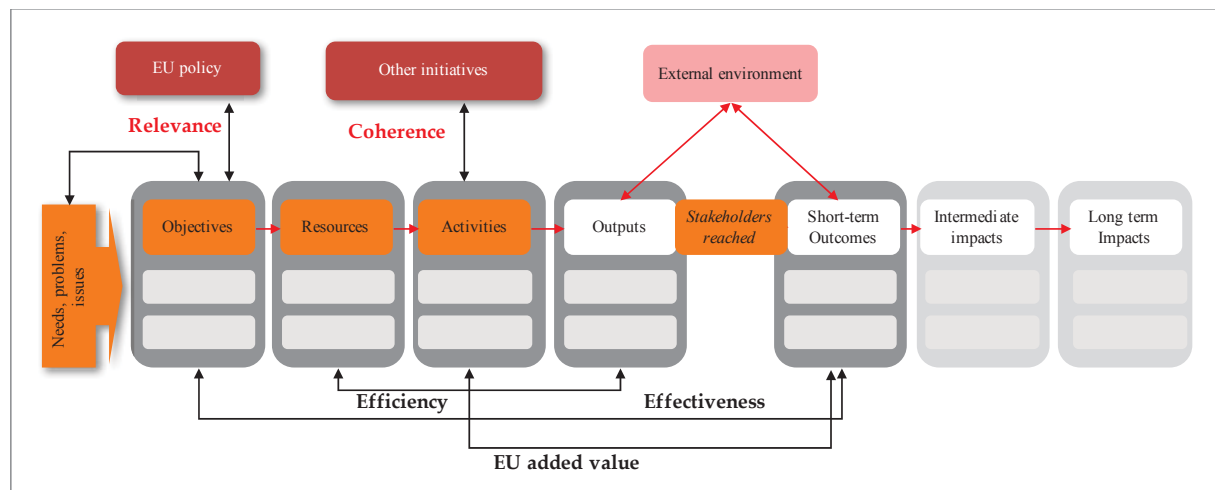 EU policy
Other initiatives
External environment
Relevance
Coherence
Needs, problems,
issues
Objectives
Resources
Activities
Outputs
Stakeholders
reached
Short-term
Outcomes
Intermediate
impacts
Long term
Impacts
Efficiency
Effectiveness
EU added value